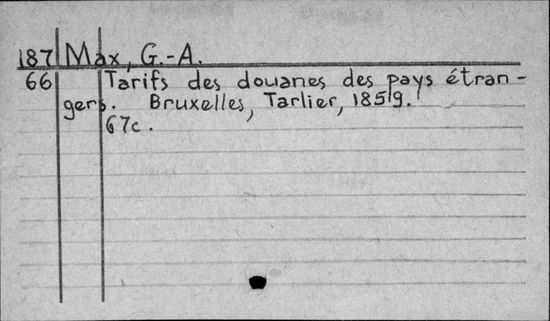 187 Max, G.-A.
66 Tarifs des douanes des pays étran-
gers. Bruxelles, Tarlier, 1859.
67c.